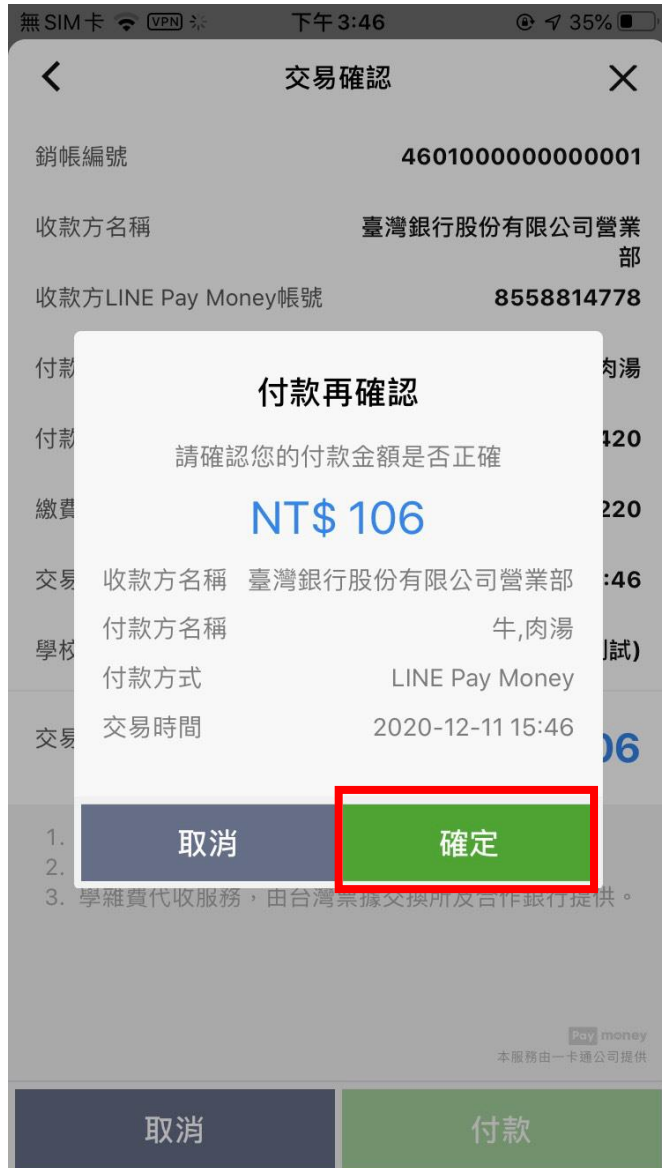 無SIM卡 VPN 下午3:46 35%
交易確認
銷帳編號 4601000000000001
收款方名稱 臺灣銀行股份有限公司營業
部
收款方LINE Pay Money帳號 8558814778
付款 肉湯
付款再確認
付款 420
請確認您的付款金額是否正確
繳費 220
NT$ 106
交易 :46
收款方名稱 臺灣銀行股份有限公司營業部
付款方名稱 牛,肉湯
學校 試)
付款方式 LINE Pay Money
交易時間 2020-12-11 15:46
交易 06
1.
取消 確定
2.
3. 學雜費代收服務，由台灣票據交換所及合作銀行提供。
Pay money
本服務由一卡通公司提供
取消 付款